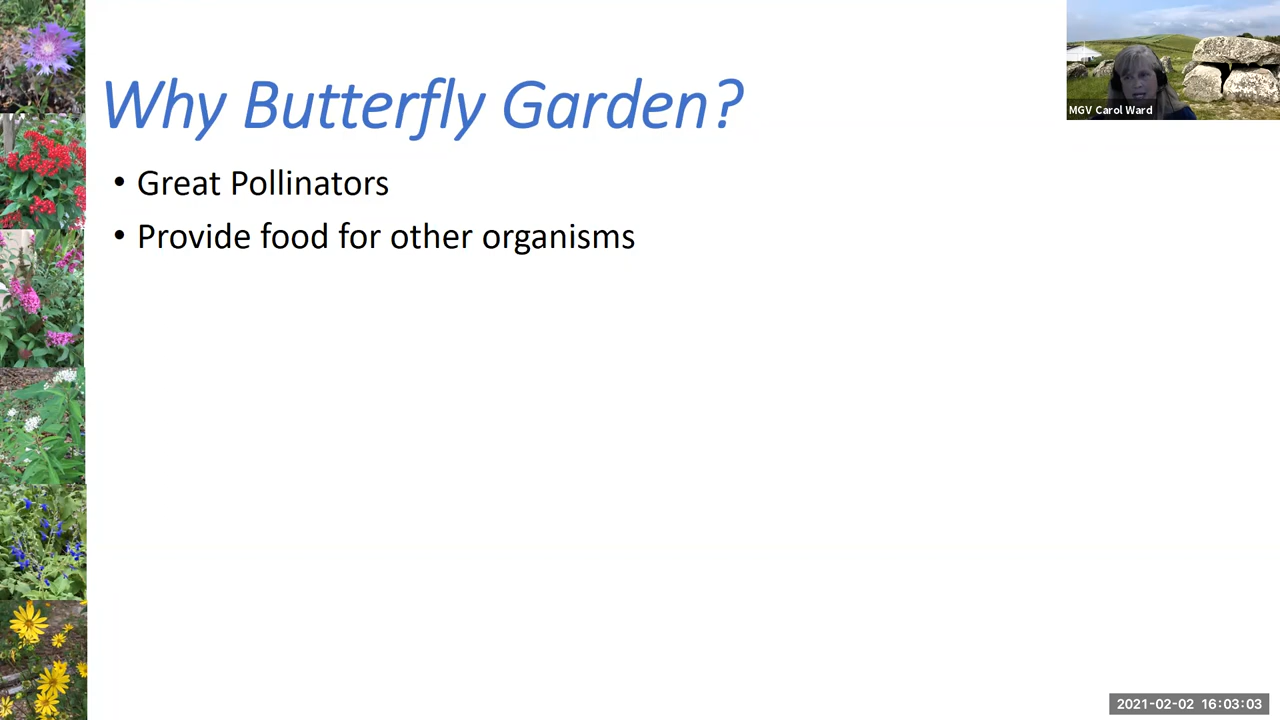 Why Butterfly Garden?
• Great Pollinators
• Provide food for other organisms
MGV Carol Ward
2021-02-02 16:03:03